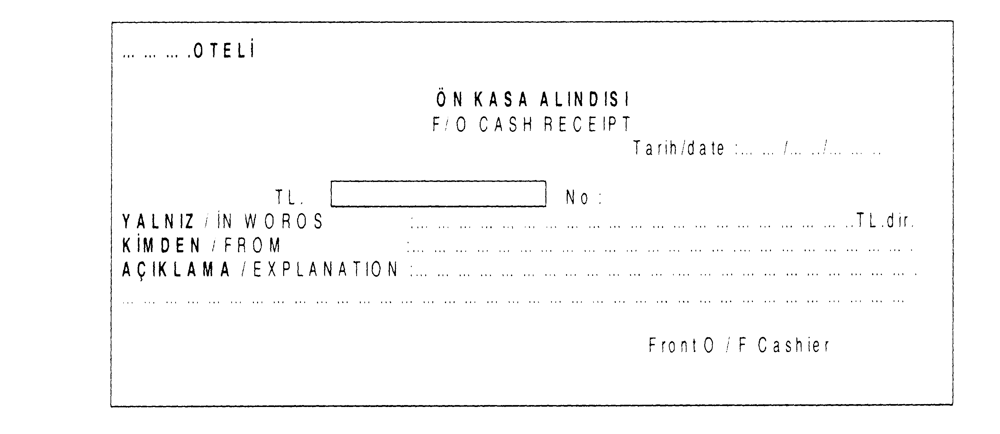 ... ... ... .OTELİ
ÖN KASA ALINDISI
F/O CASH RECEIPT
Tarih/date :... ... /... ../... ... ..
TL. No :
YALNIZ / İN WOROS :... ... ... ... ... ... ... ... ... ... ... ... ... ... ... ... ... ... ... ... ..TL.dir.
KİMDEN / FROM :... ... ... ... ... ... ... ... ... ... ... ... ... ... ... ... ... ... ... ... ... ... ... .
AÇIKLAMA / EXPLANATION :... ... ... ... ... ... ... ... ... ... ... ... ... ... ... ... ... ... ... ... ... ... ... .
... ... ... ... ... ... ... ... ... ... ... ... ... ... ... ... ... ... ... ... ... ... ... ... ... ... ... ... ... ... ... ... ... ... ... ... ...
Front O / F Cashier